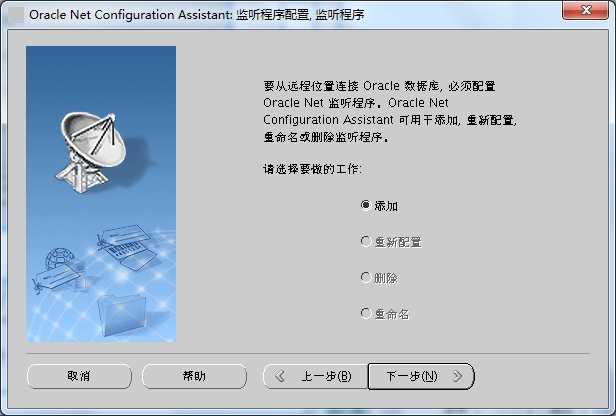 Oracle Net Configuration Assistant: 监听程序配置, 监听程序
要从远程位置连接 Oracle 数据库, 必须配置
Oracle Net 监听程序。Oracle Net
Configuration Assistant 可用于添加, 重新配置,
重命名或删除监听程序。
请选择要做的工作:
添加
重新配置
删除
重命名
取消
帮助
上一步(B)
下一步(N)